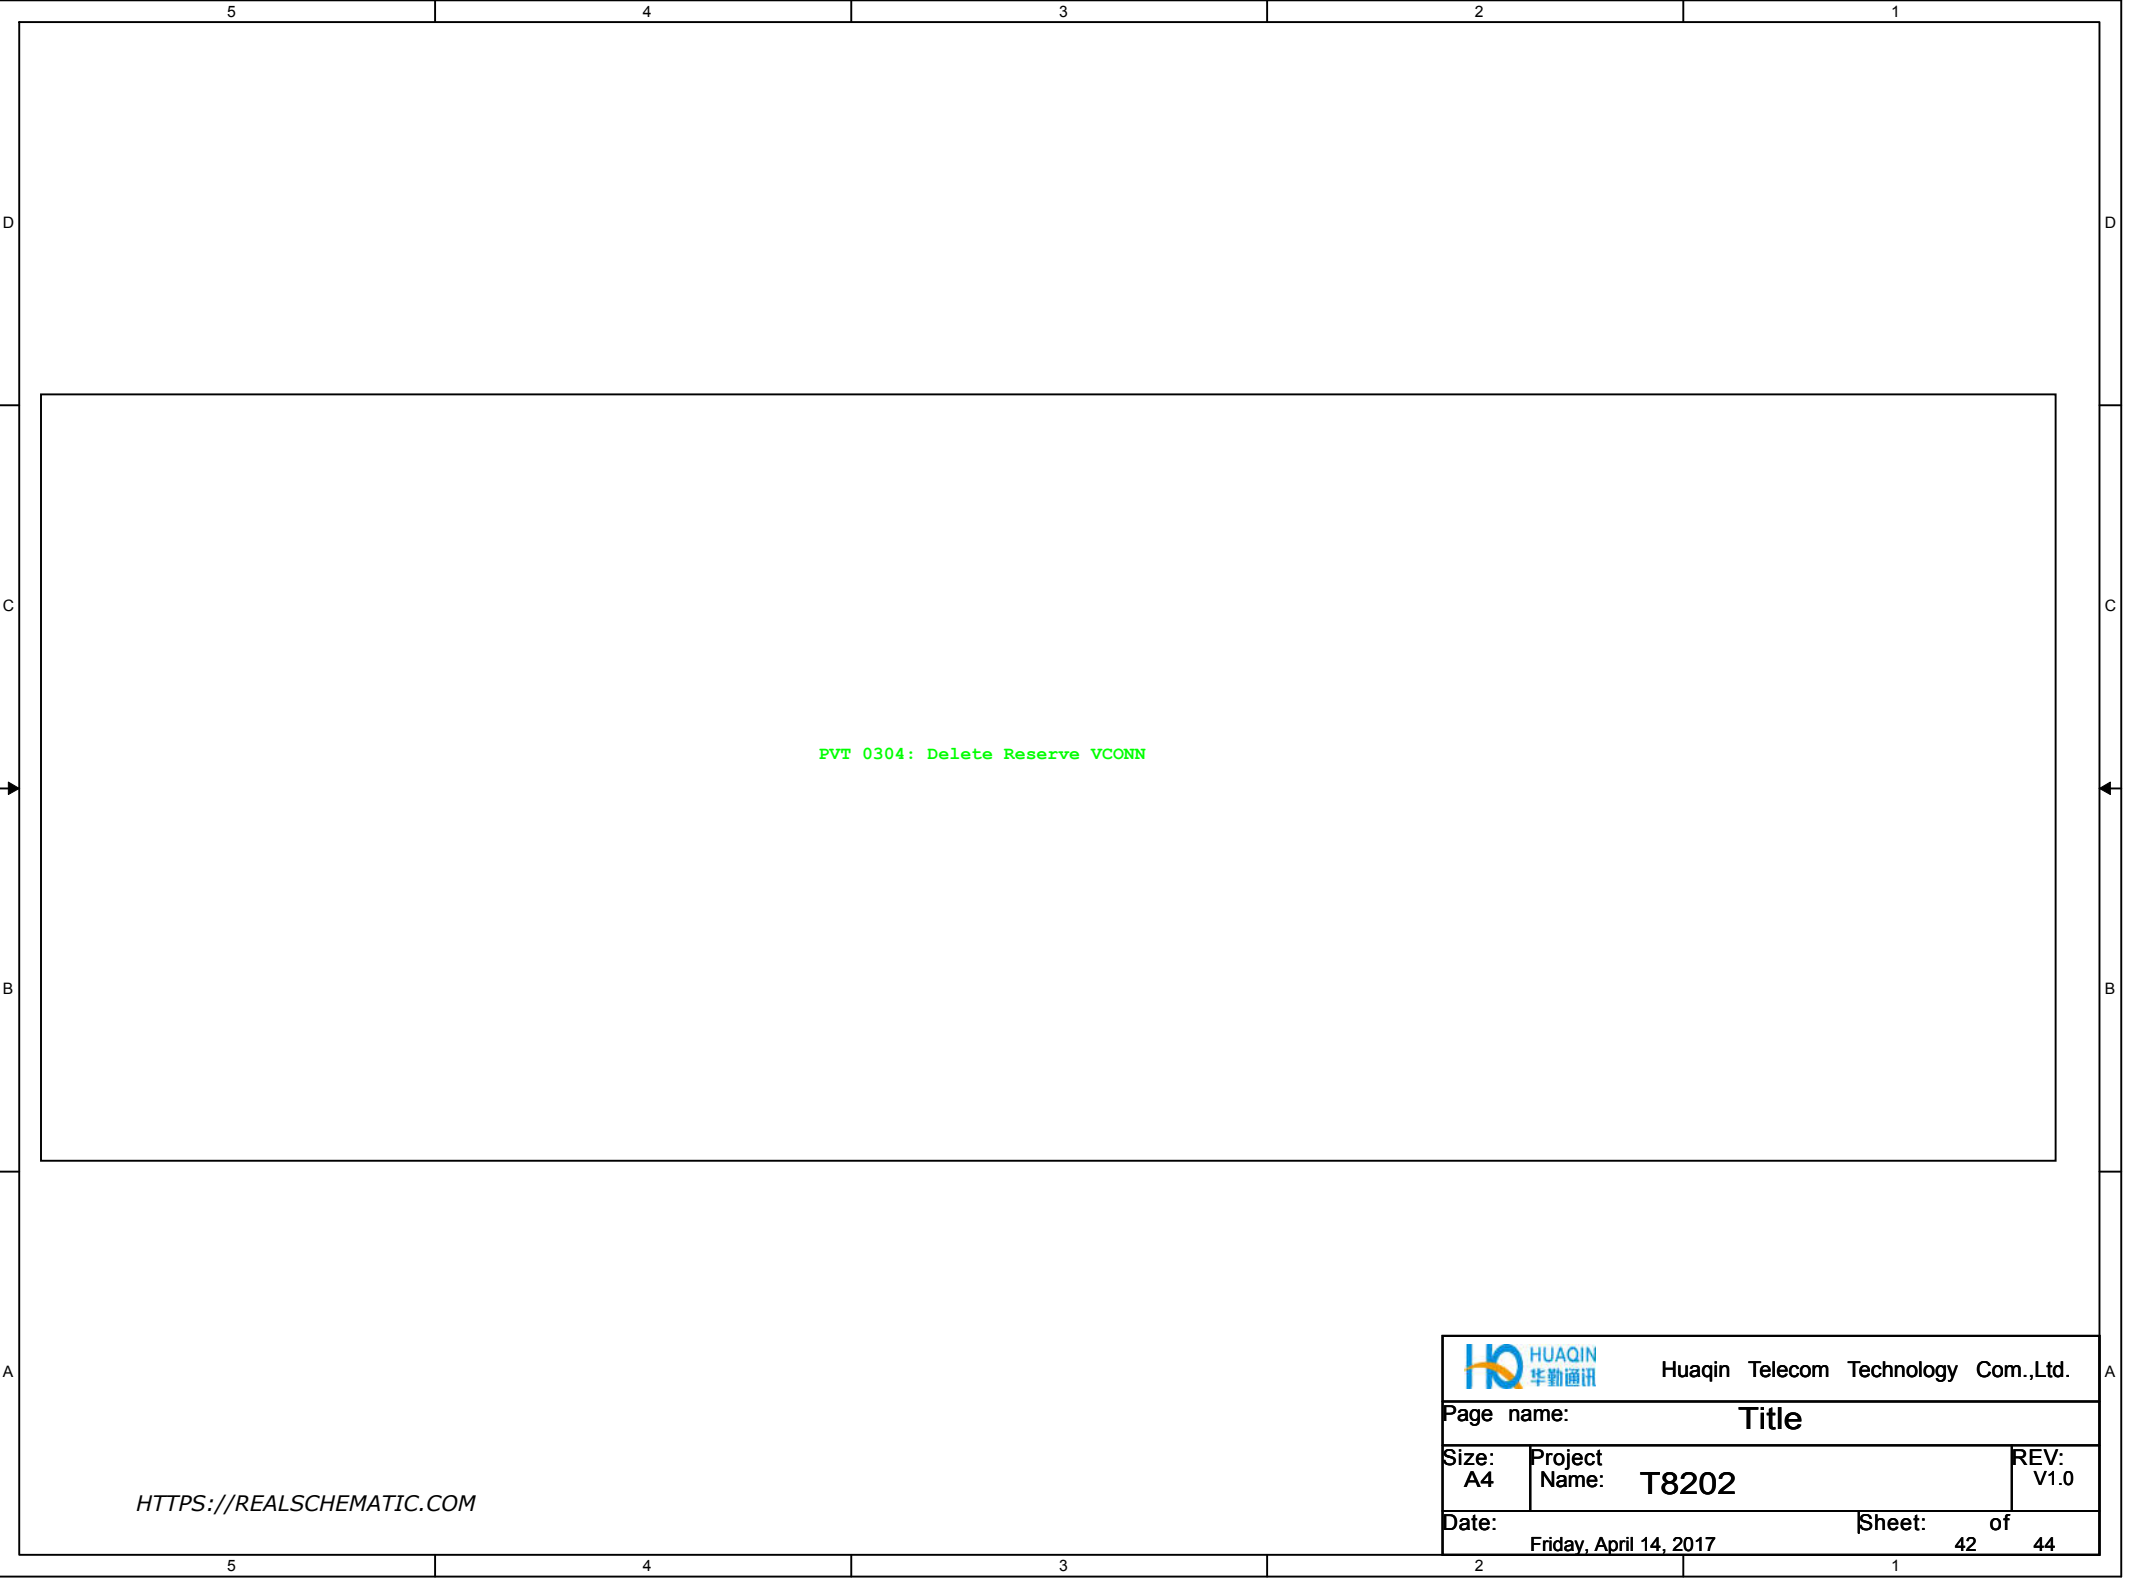 5 4 3 2 1
D D
C C
PVT 0304: Delete Reserve VCONN
B B
A A
HUAQIN
华勤通讯
Huaqin Telecom Technology Com.,Ltd.
Page name: Title
Size: A4
Project Name: T8202
REV: V1.0
Date: Friday, April 14, 2017
Sheet: 42 of 44
HTTPS://REALSCHEMATIC.COM
5 4 3 2 1